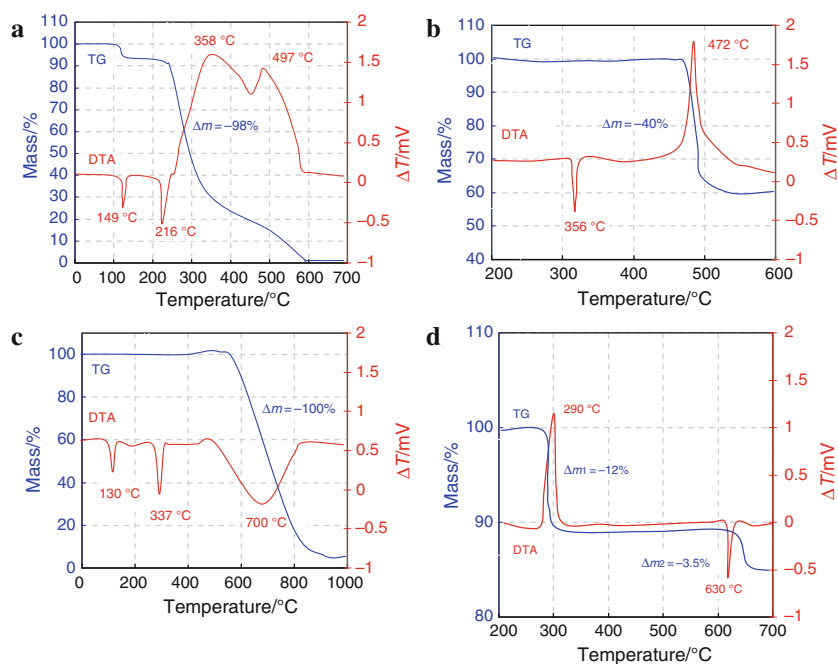 a
100
90
80
70
60
50
40
30
20
10
0
Mass/%
TG
DTA
358 °C
497 °C
Δm=–98%
149 °C
216 °C
2
1.5
1
0.5
0
–0.5
–1
ΔT/mV
0 100 200 300 400 500 600 700
Temperature/°C
b
110
100
90
80
70
60
50
40
Mass/%
TG
DTA
472 °C
Δm=–40%
356 °C
2
1.5
1
0.5
0
–0.5
–1
ΔT/mV
200 300 400 500 600
Temperature/°C
c
100
80
60
40
20
0
Mass/%
TG
DTA
Δm=–100%
130 °C
337 °C
700 °C
2
1.5
1
0.5
0
–0.5
–1
ΔT/mV
0 200 400 600 800 1000
Temperature/°C
d
110
100
90
80
Mass/%
TG
DTA
290 °C
Δm1=–12%
Δm2=–3.5%
630 °C
2
1.5
1
0.5
0
–0.5
–1
ΔT/mV
200 300 400 500 600 700
Temperature/°C